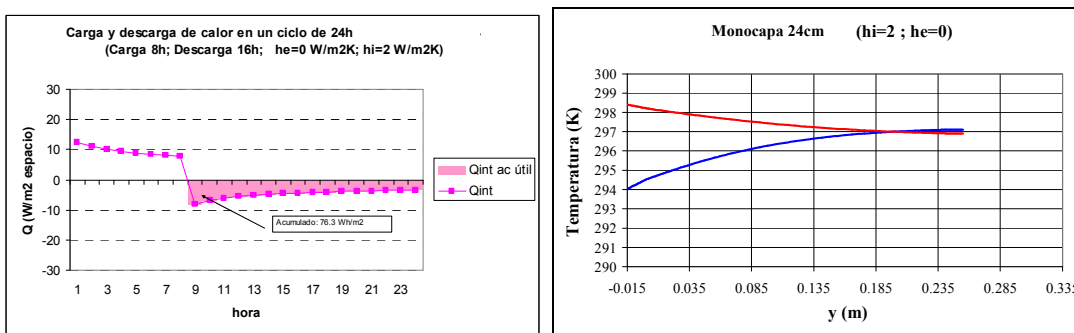 Carga y descarga de calor en un ciclo de 24h
(Carga 8h; Descarga 16h; he=0 W/m2K; hi=2 W/m2K)
Q (W/m2 espacio)
30
20
10
0
-10
-20
-30
Acumulado: 76.3 Wh/m2
1 3 5 7 9 11 13 15 17 19 21 23
hora
Qint ac útil
Qint
Monocapa 24cm (hi=2 ; he=0)
Temperatura (K)
300
299
298
297
296
295
294
293
292
291
290
-0.015 0.035 0.085 0.135 0.185 0.235 0.285 0.335
y (m)